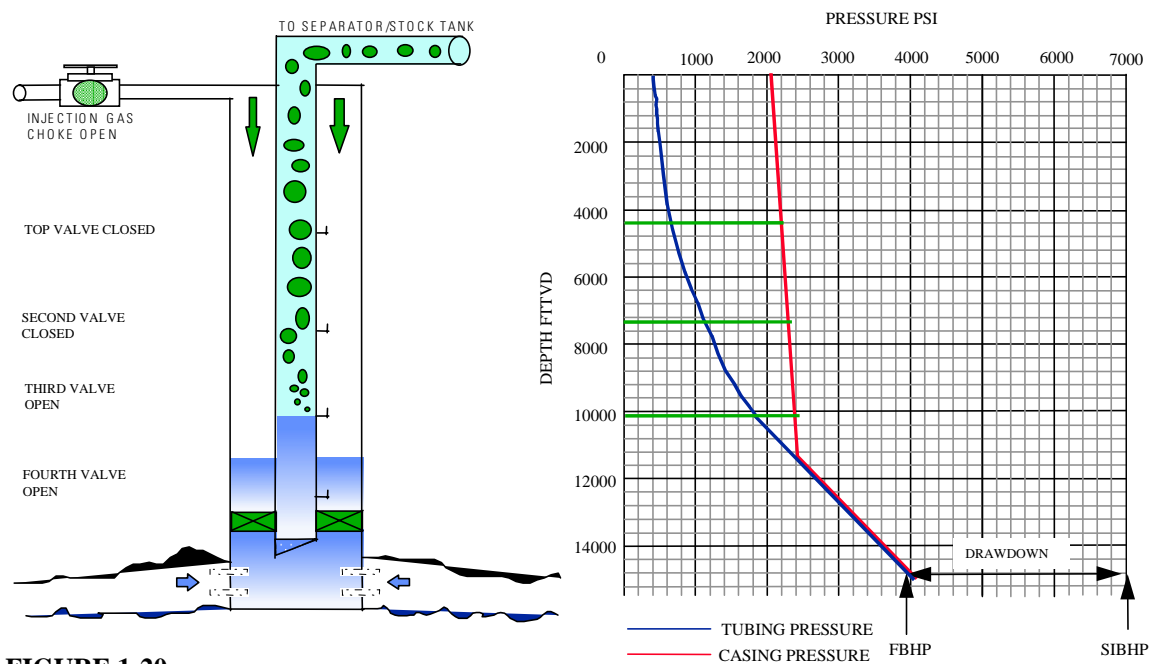 TO SEPARATOR/STOCK TANK
INJECTION GAS
CHOKE OPEN
TOP VALVE CLOSED
SECOND VALVE
CLOSED
THIRD VALVE
OPEN
FOURTH VALVE
OPEN
PRESSURE PSI
0 1000 2000 3000 4000 5000 6000 7000
DEPTH FTTVD
2000
4000
6000
8000
10000
12000
14000
DRAWDOWN
TUBING PRESSURE
CASING PRESSURE
FBHP
SIBHP
FIGURE 1-20